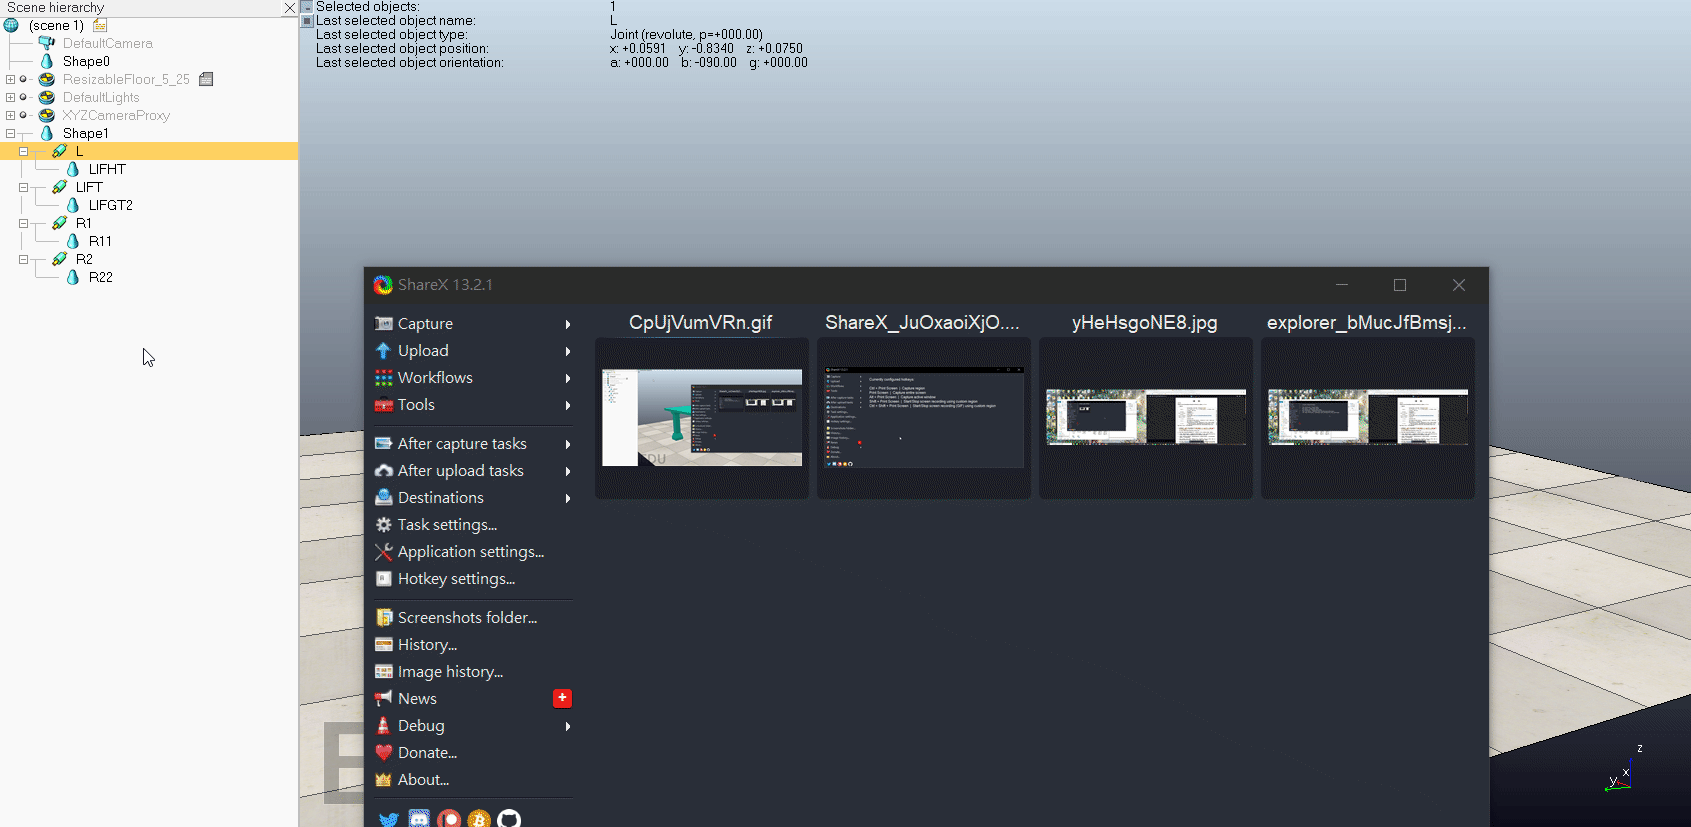 Scene hierarchy
(scene 1)
DefaultCamera
Shape0
ResizableFloor_5_25
DefaultLights
XYZCameraProxy
Shape1
L
LIFHT
LIFT
LIFGT2
R1
R11
R2
R22
Selected objects: 1
Last selected object name: L
Last selected object type: Joint (revolute, p=+000.00)
Last selected object position: x: +0.0591 y: -0.8340 z: +0.0750
Last selected object orientation: a: +000.00 b: -090.00 g: +000.00
ShareX 13.2.1
Capture
Upload
Workflows
Tools
After capture tasks
After upload tasks
Destinations
Task settings...
Application settings...
Hotkey settings...
Screenshots folder...
History...
Image history...
News
Debug
Donate...
About...
CpUjVumVRn.gif
ShareX_JuOxaoiXjO....
yHeHsgoNE8.jpg
explorer_bMucJfBmsj...
Currently configured hotkeys:
EDU
E
z
x
y